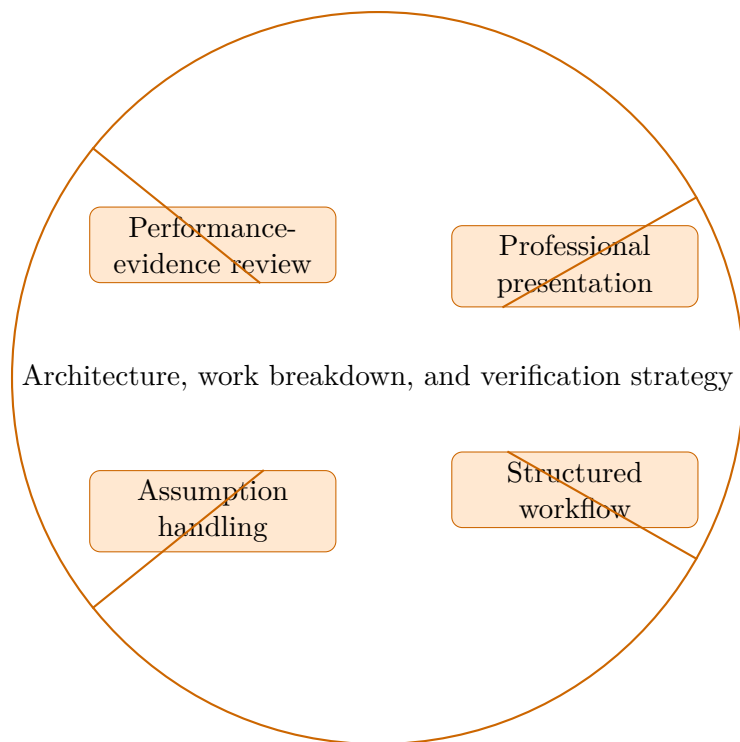 Performance-
evidence review
Professional
presentation
Architecture, work breakdown, and verification strategy
Assumption
handling
Structured
workflow